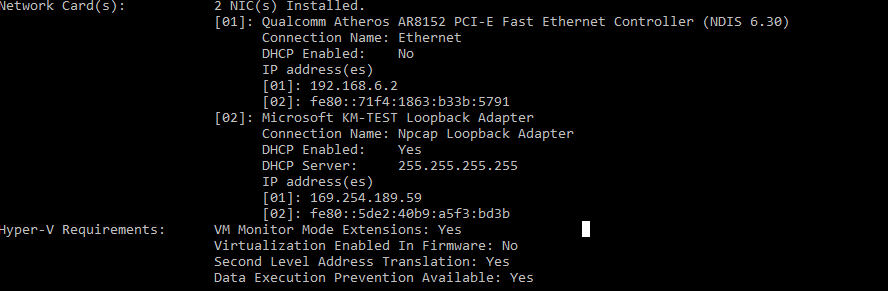 Network Card(s): 2 NIC(s) Installed.
[01]: Qualcomm Atheros AR8152 PCI-E Fast Ethernet Controller (NDIS 6.30)
Connection Name: Ethernet
DHCP Enabled: No
IP address(es)
[01]: 192.168.6.2
[02]: fe80::71f4:1863:b33b:5791
[02]: Microsoft KM-TEST Loopback Adapter
Connection Name: Npcap Loopback Adapter
DHCP Enabled: Yes
DHCP Server: 255.255.255.255
IP address(es)
[01]: 169.254.189.59
[02]: fe80::5de2:40b9:a5f3:bd3b
Hyper-V Requirements: VM Monitor Mode Extensions: Yes
Virtualization Enabled In Firmware: No
Second Level Address Translation: Yes
Data Execution Prevention Available: Yes